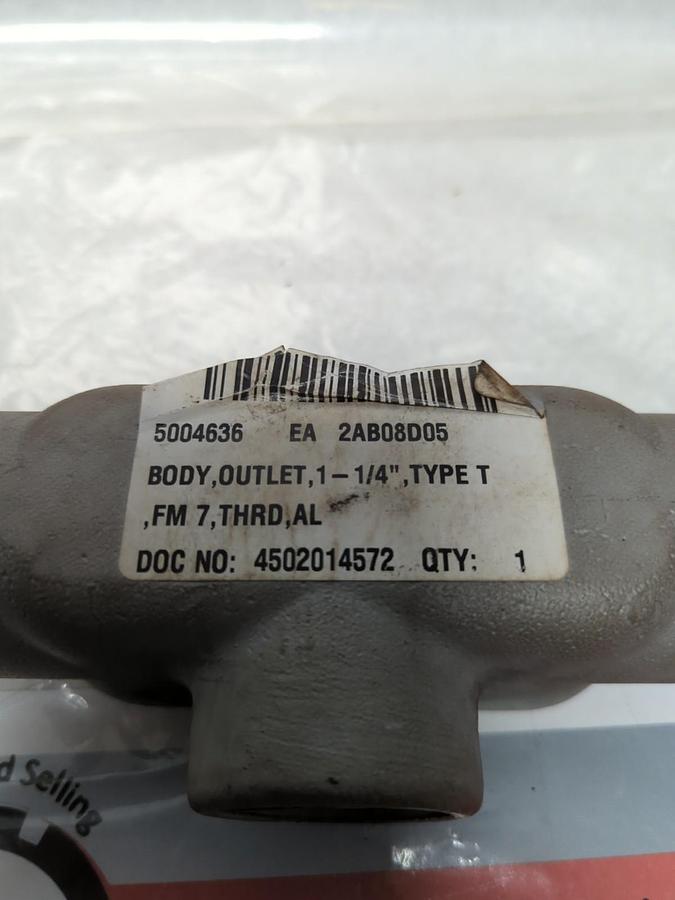 5004636 EA 2AB08D05
BODY,OUTLET,1-1/4",TYPE T
,FM 7,THRD,AL
DOC NO: 4502014572 QTY: 1
Selling